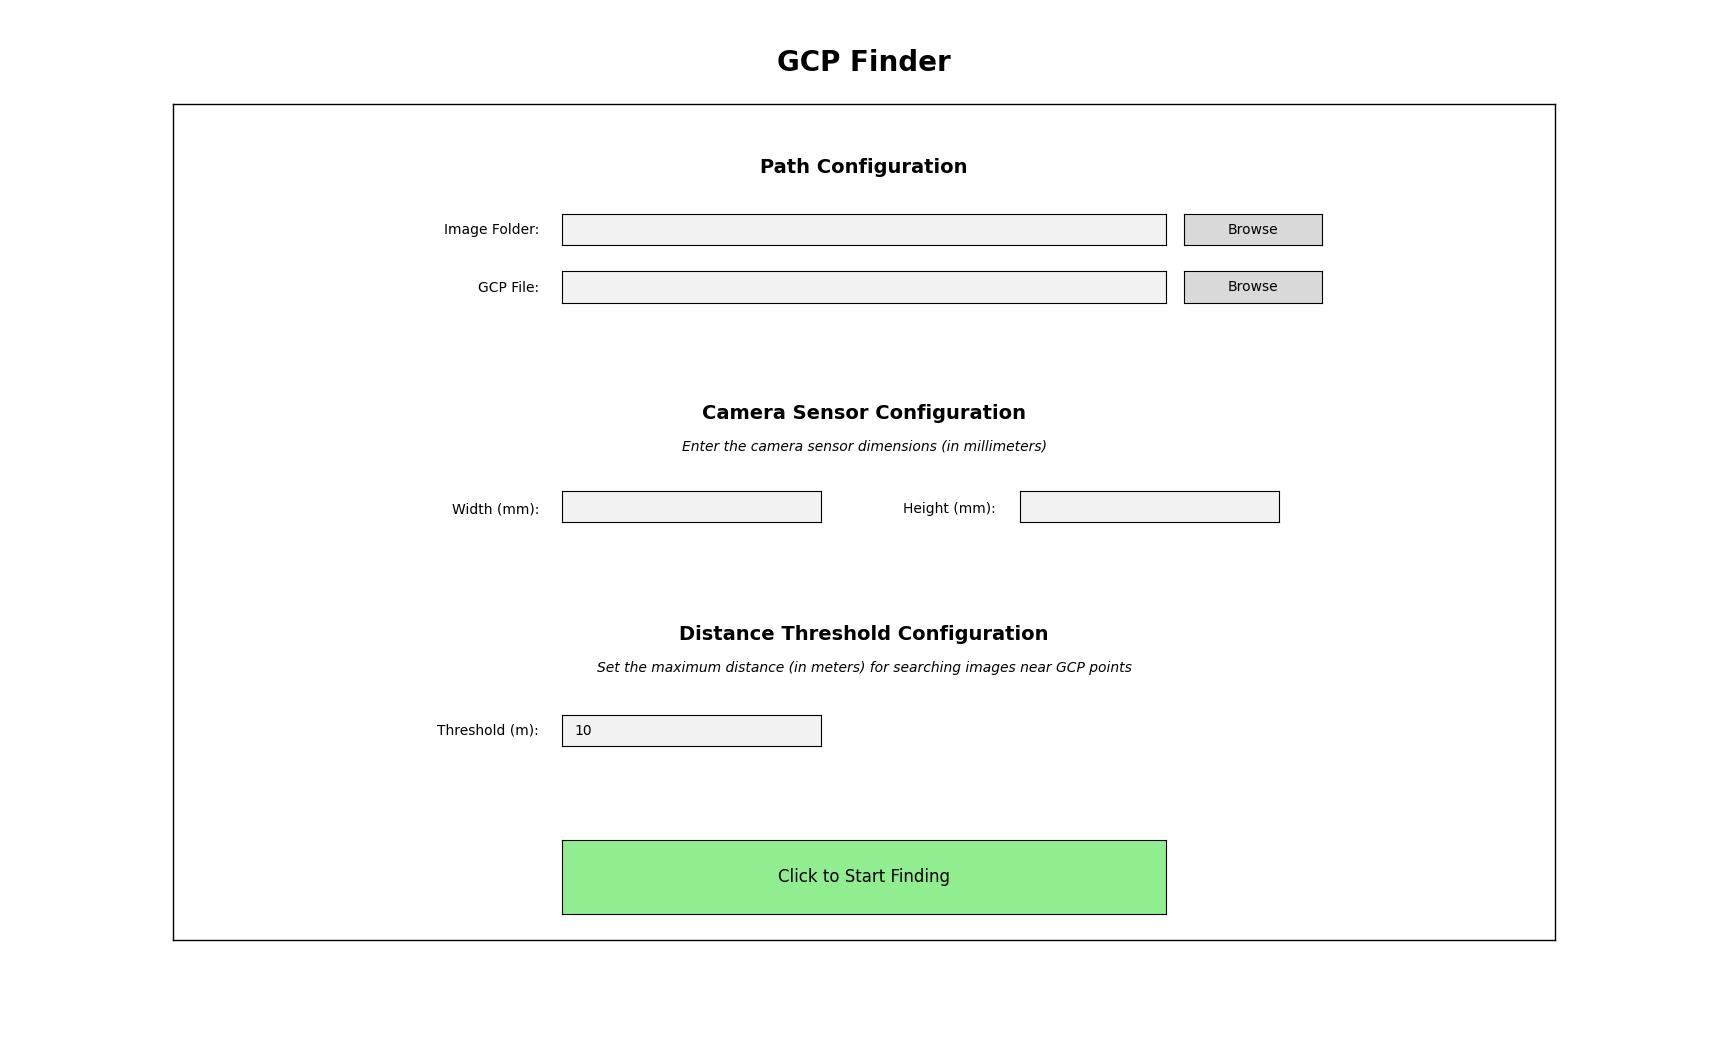 GCP Finder
Path Configuration
Image Folder: Browse
GCP File: Browse
Camera Sensor Configuration
Enter the camera sensor dimensions (in millimeters)
Width (mm): Height (mm):
Distance Threshold Configuration
Set the maximum distance (in meters) for searching images near GCP points
Threshold (m): 10
Click to Start Finding